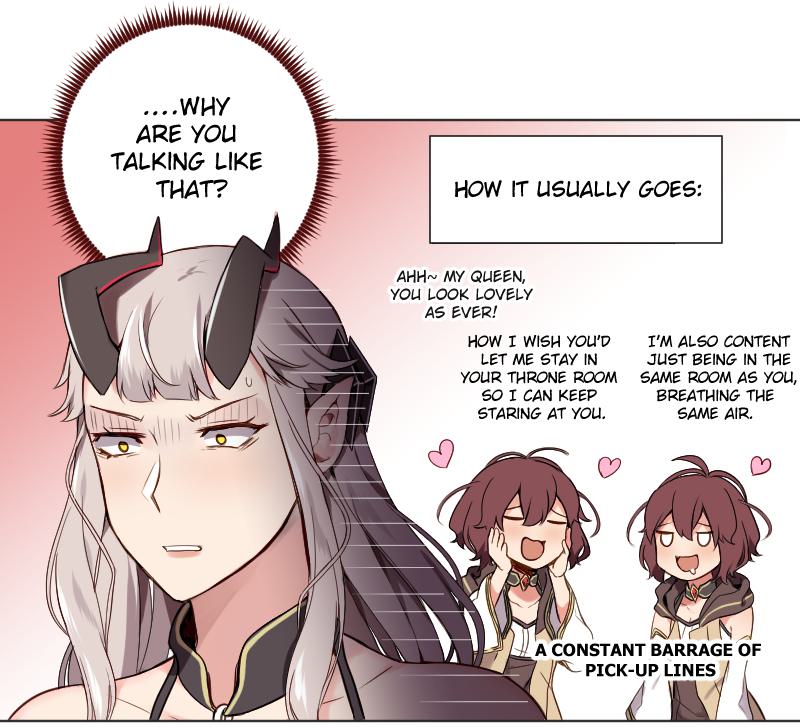 ....WHY
ARE YOU
TALKING LIKE
THAT?
HOW IT USUALLY GOES:
AHH~ MY QUEEN,
YOU LOOK LOVELY
AS EVER!
HOW I WISH YOU'D
LET ME STAY IN
YOUR THRONE ROOM
SO I CAN KEEP
STARING AT YOU.
I'M ALSO CONTENT
JUST BEING IN THE
SAME ROOM AS YOU,
BREATHING THE
SAME AIR.
A CONSTANT BARRAGE OF
PICK-UP LINES